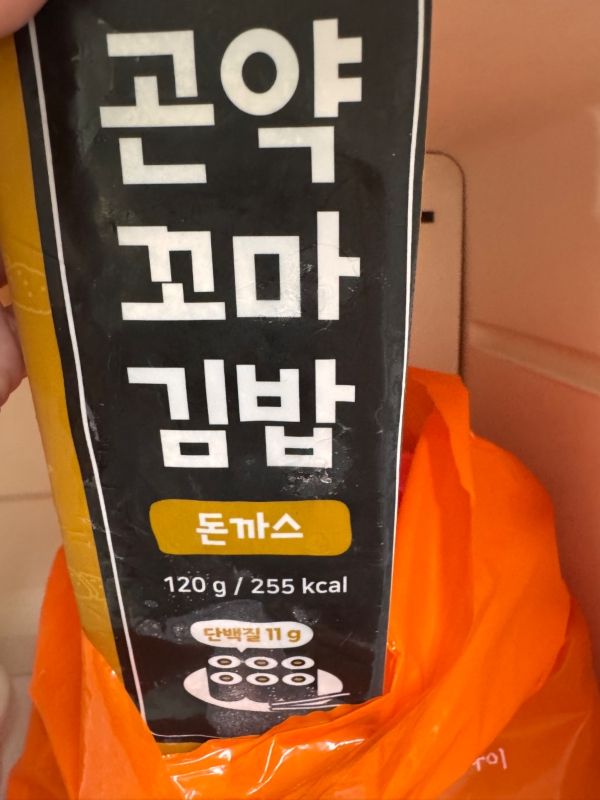 곤약
꼬마
김밥
돈까스
120 g / 255 kcal
단백질 11 g